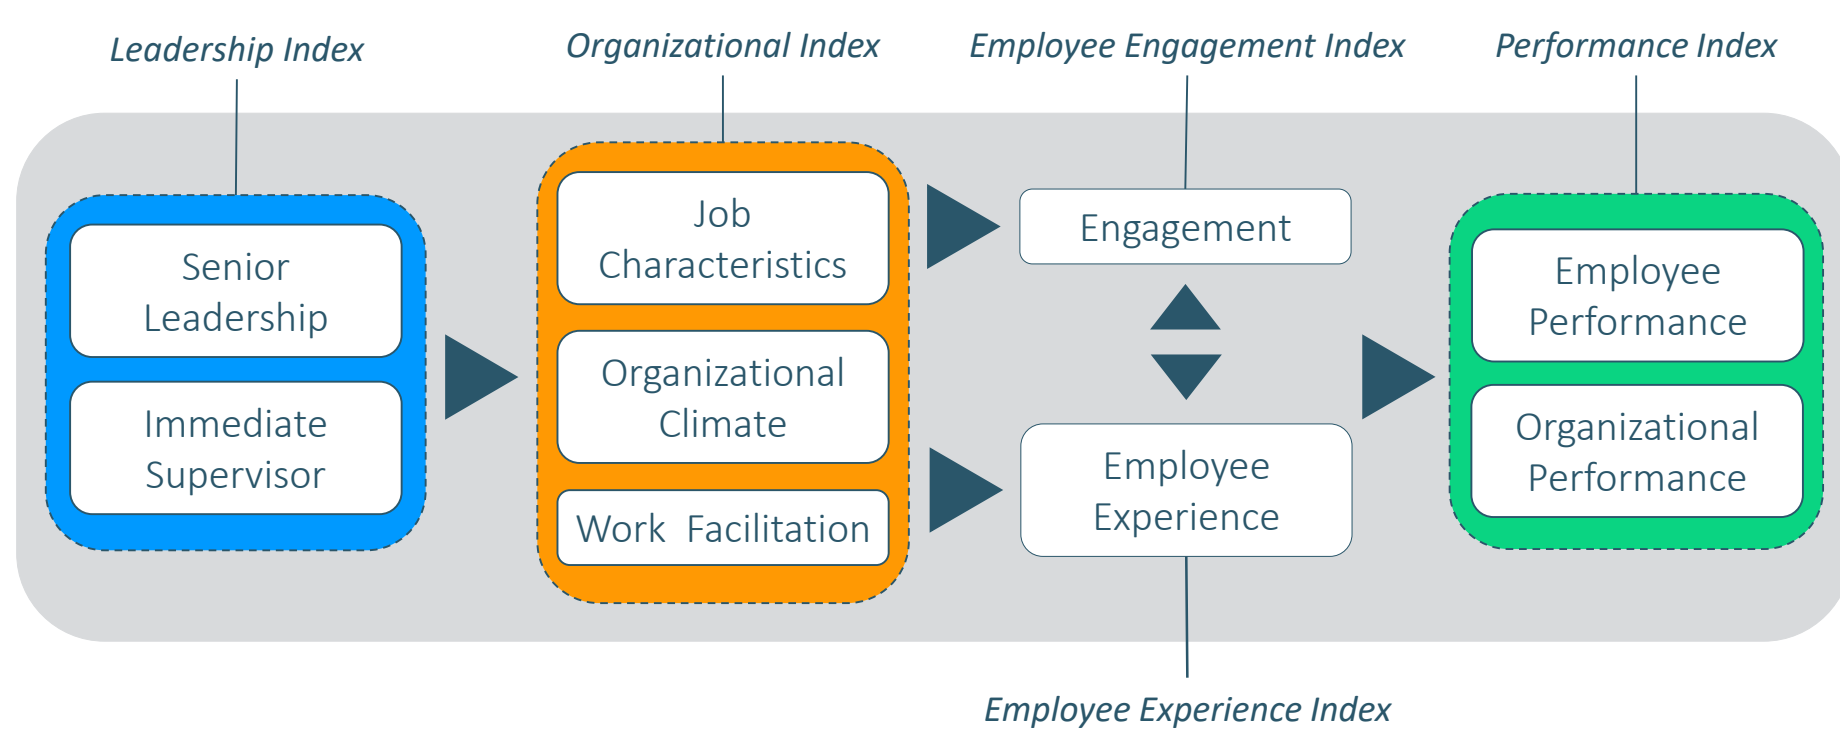 Leadership Index
Organizational Index
Employee Engagement Index
Performance Index
Senior
Leadership
Immediate
Supervisor
Job
Characteristics
Organizational
Climate
Work Facilitation
Engagement
Employee
Experience
Employee
Performance
Organizational
Performance
Employee Experience Index